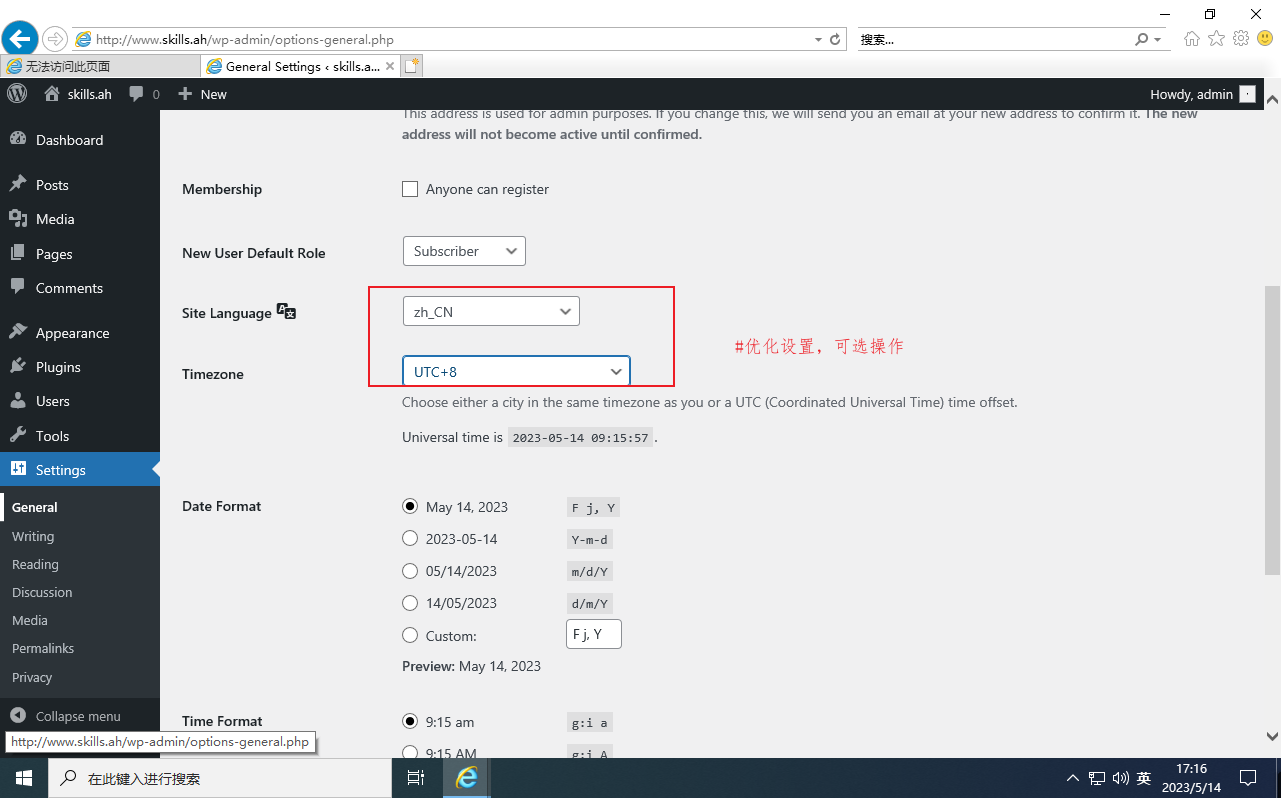 http://www.skills.ah/wp-admin/options-general.php
搜索...
无法访问此页面
General Settings ‹ skills.a...
skills.ah
0
New
Howdy, admin
This address is used for admin purposes. If you change this, we will send you an email at your new address to confirm it. The new
address will not become active until confirmed.
Dashboard
Posts
Media
Pages
Comments
Appearance
Plugins
Users
Tools
Settings
General
Writing
Reading
Discussion
Media
Permalinks
Privacy
Collapse menu
http://www.skills.ah/wp-admin/options-general.php
Membership
Anyone can register
New User Default Role
Subscriber
Site Language
zh_CN
#优化设置，可选操作
Timezone
UTC+8
Choose either a city in the same timezone as you or a UTC (Coordinated Universal Time) time offset.
Universal time is 2023-05-14 09:15:57 .
Date Format
May 14, 2023 F j, Y
2023-05-14 Y-m-d
05/14/2023 m/d/Y
14/05/2023 d/m/Y
Custom: F j, Y
Preview: May 14, 2023
Time Format
9:15 am g:i a
9:15 AM g:i A
在此键入进行搜索
英
17:16
2023/5/14